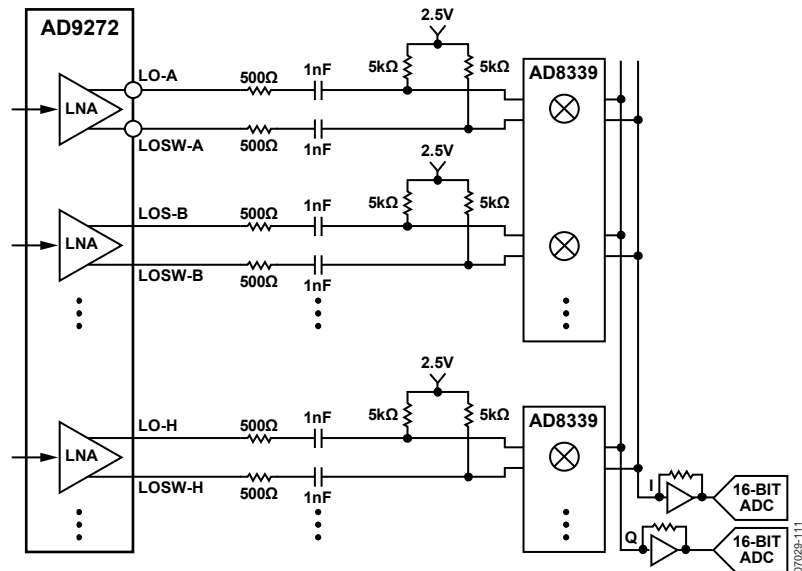 AD9272
2.5V
LO-A
500Ω
1nF
5kΩ
5kΩ
AD8339
LNA
LOSW-A
500Ω
1nF
2.5V
LOS-B
500Ω
1nF
5kΩ
5kΩ
LNA
LOSW-B
500Ω
1nF
2.5V
LO-H
500Ω
1nF
5kΩ
5kΩ
AD8339
LNA
LOSW-H
500Ω
1nF
I
16-BIT
ADC
Q
16-BIT
ADC
07029-111